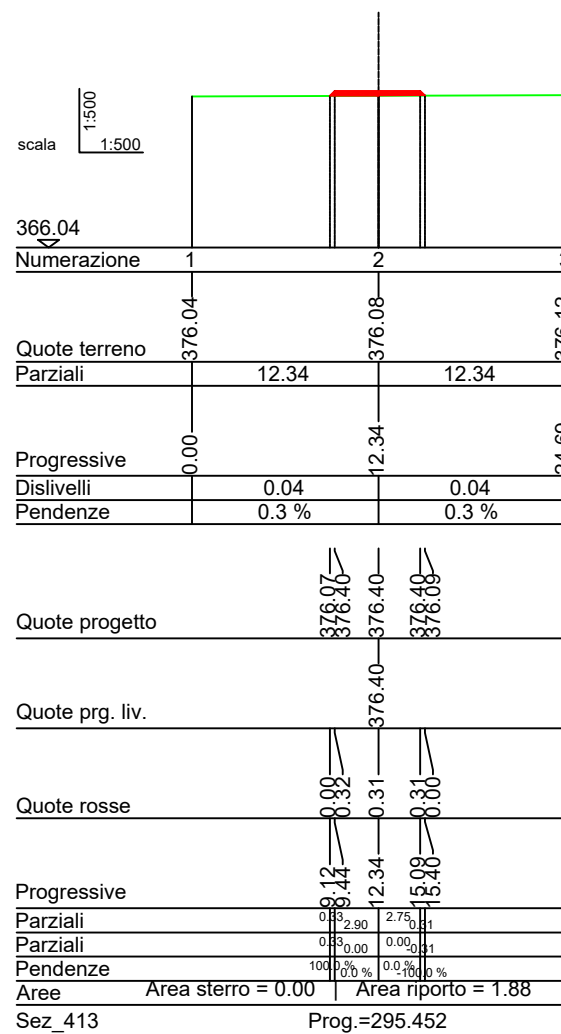 1:500
scala 1:500
366.04
Numerazione 1 2
Quote terreno 376.04 376.08 376.12
Parziali 12.34 12.34
Progressive 0.00 12.34 24.69
Dislivelli 0.04 0.04
Pendenze 0.3 % 0.3 %
Quote progetto 376.07 376.40 376.40 376.40 376.09
Quote prg. liv. 376.40
Quote rosse 0.00 0.32 0.31 0.31 0.00
Progressive 9.12 9.44 12.34 15.09 15.40
Parziali 0.33 2.90 2.75 0.31
Parziali 0.33 0.00 0.00 -0.31
Pendenze 100.0 % 0.0 % 0.0 % -100.0 %
Aree Area sterro = 0.00 Area riporto = 1.88
Sez_413 Prog.=295.452